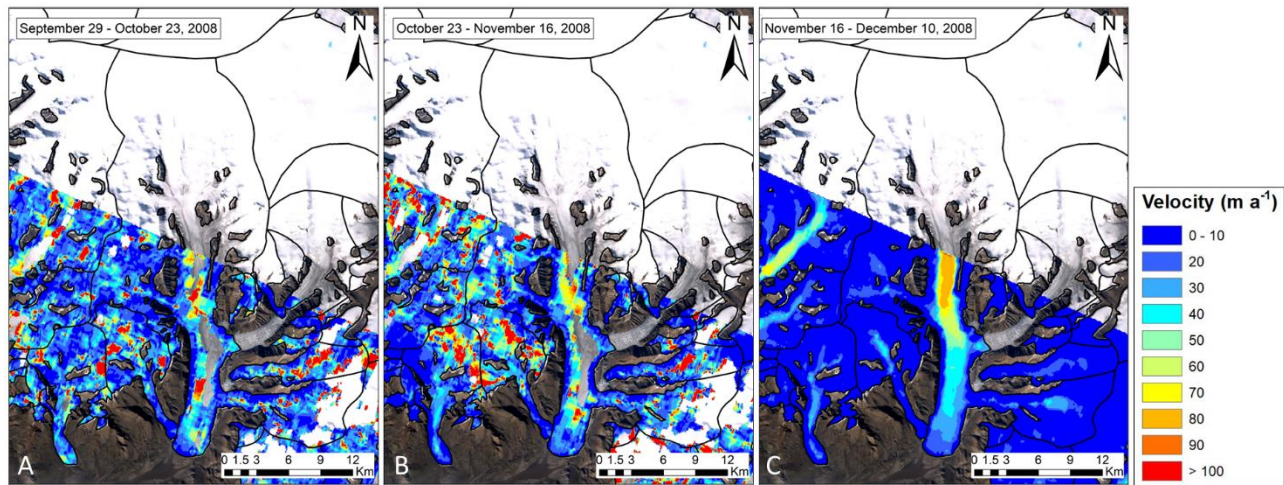 September 29 - October 23, 2008
N
A
0 1.5 3 6 9 12
Km
October 23 - November 16, 2008
N
B
0 1.5 3 6 9 12
Km
November 16 - December 10, 2008
N
C
0 1.5 3 6 9 12
Km
Velocity (m a⁻¹)
0 - 10
20
30
40
50
60
70
80
90
> 100